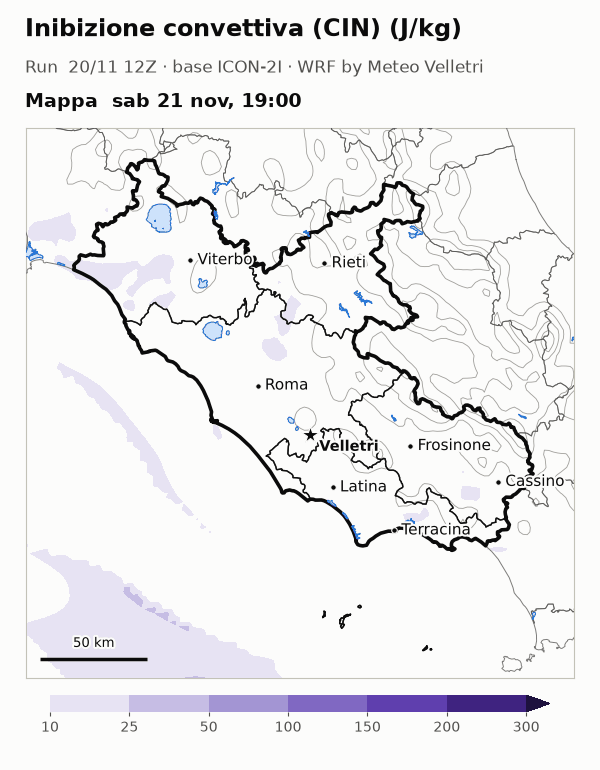 Inibizione convettiva (CIN) (J/kg)
Run  20/11 12Z · base ICON-2I · WRF by Meteo Velletri
Mappa  sab 21 nov, 19:00
Viterbo
Rieti
Roma
Velletri
Frosinone
Latina
Cassino
Terracina
50 km
10 25 50 100 150 200 300